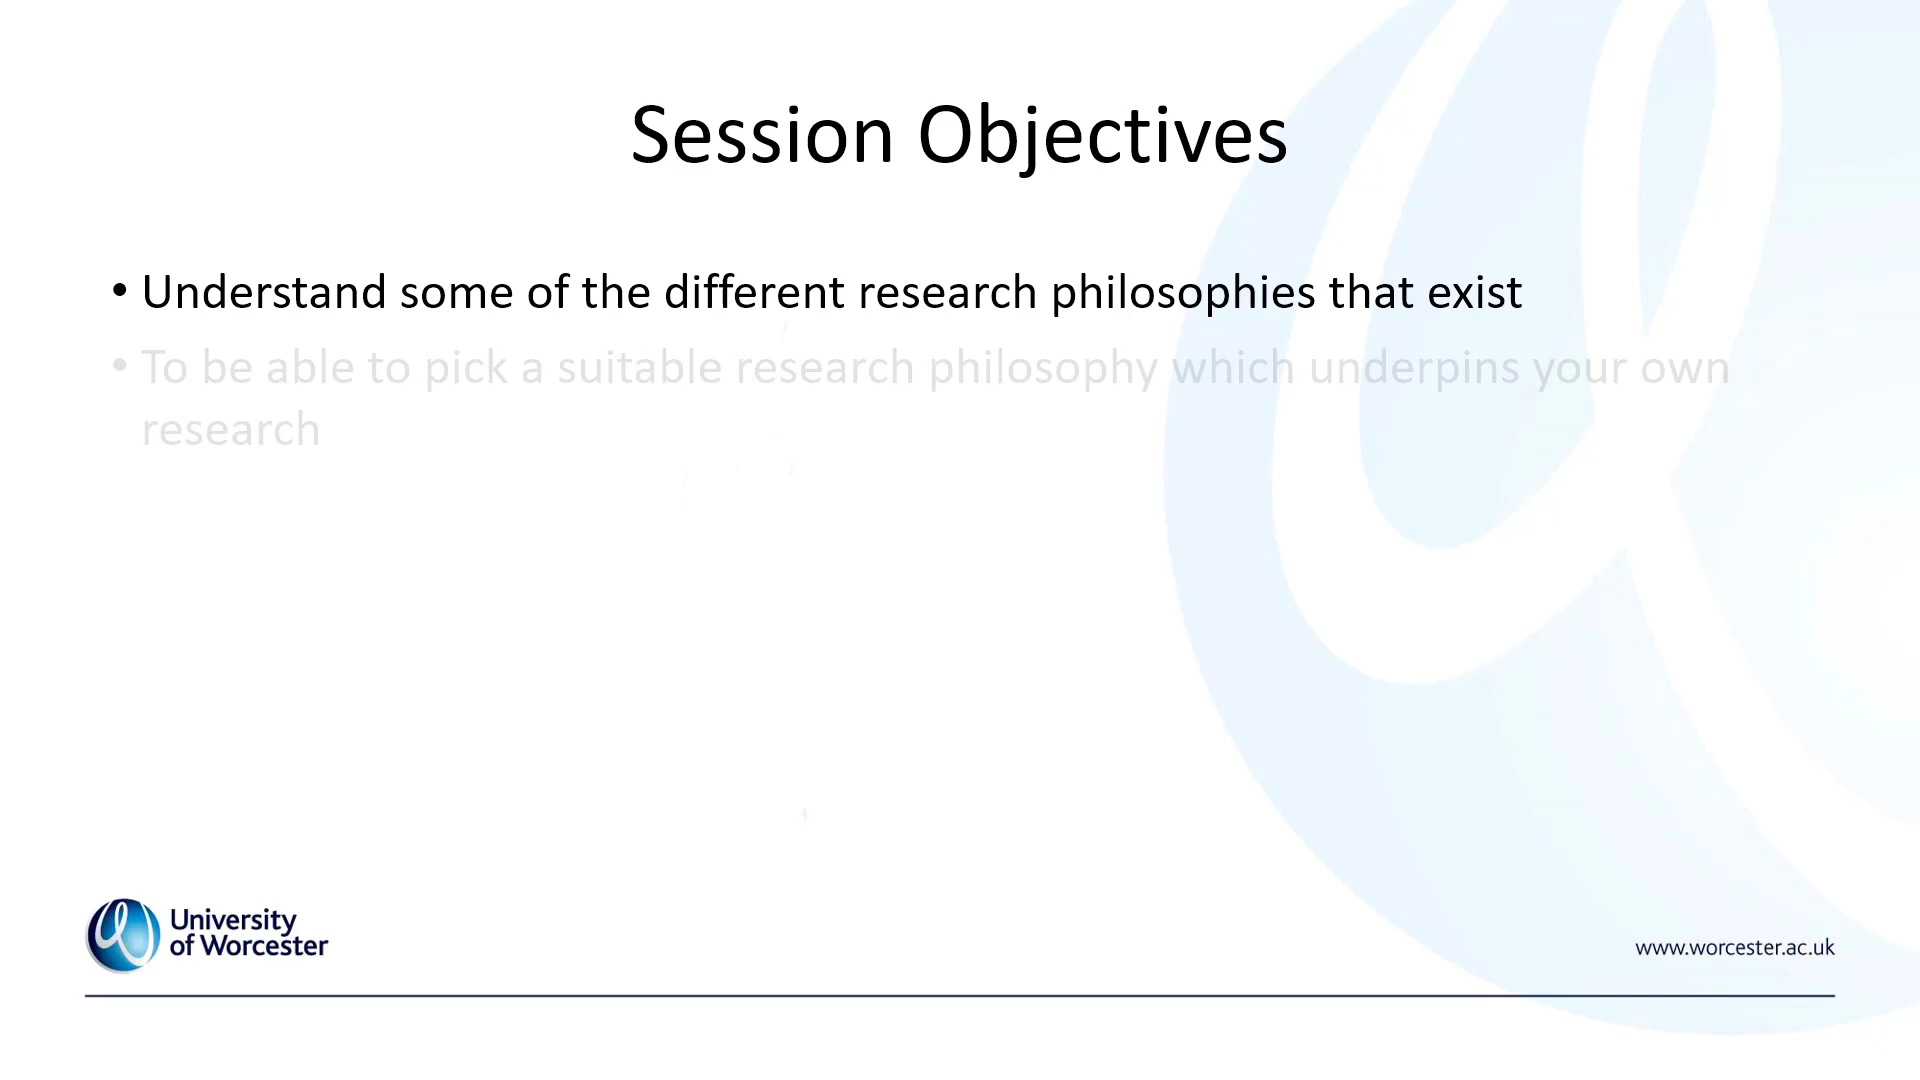 Session Objectives
• Understand some of the different research philosophies that exist
• To be able to pick a suitable research philosophy which underpins your own
research
University
of Worcester
www.worcester.ac.uk